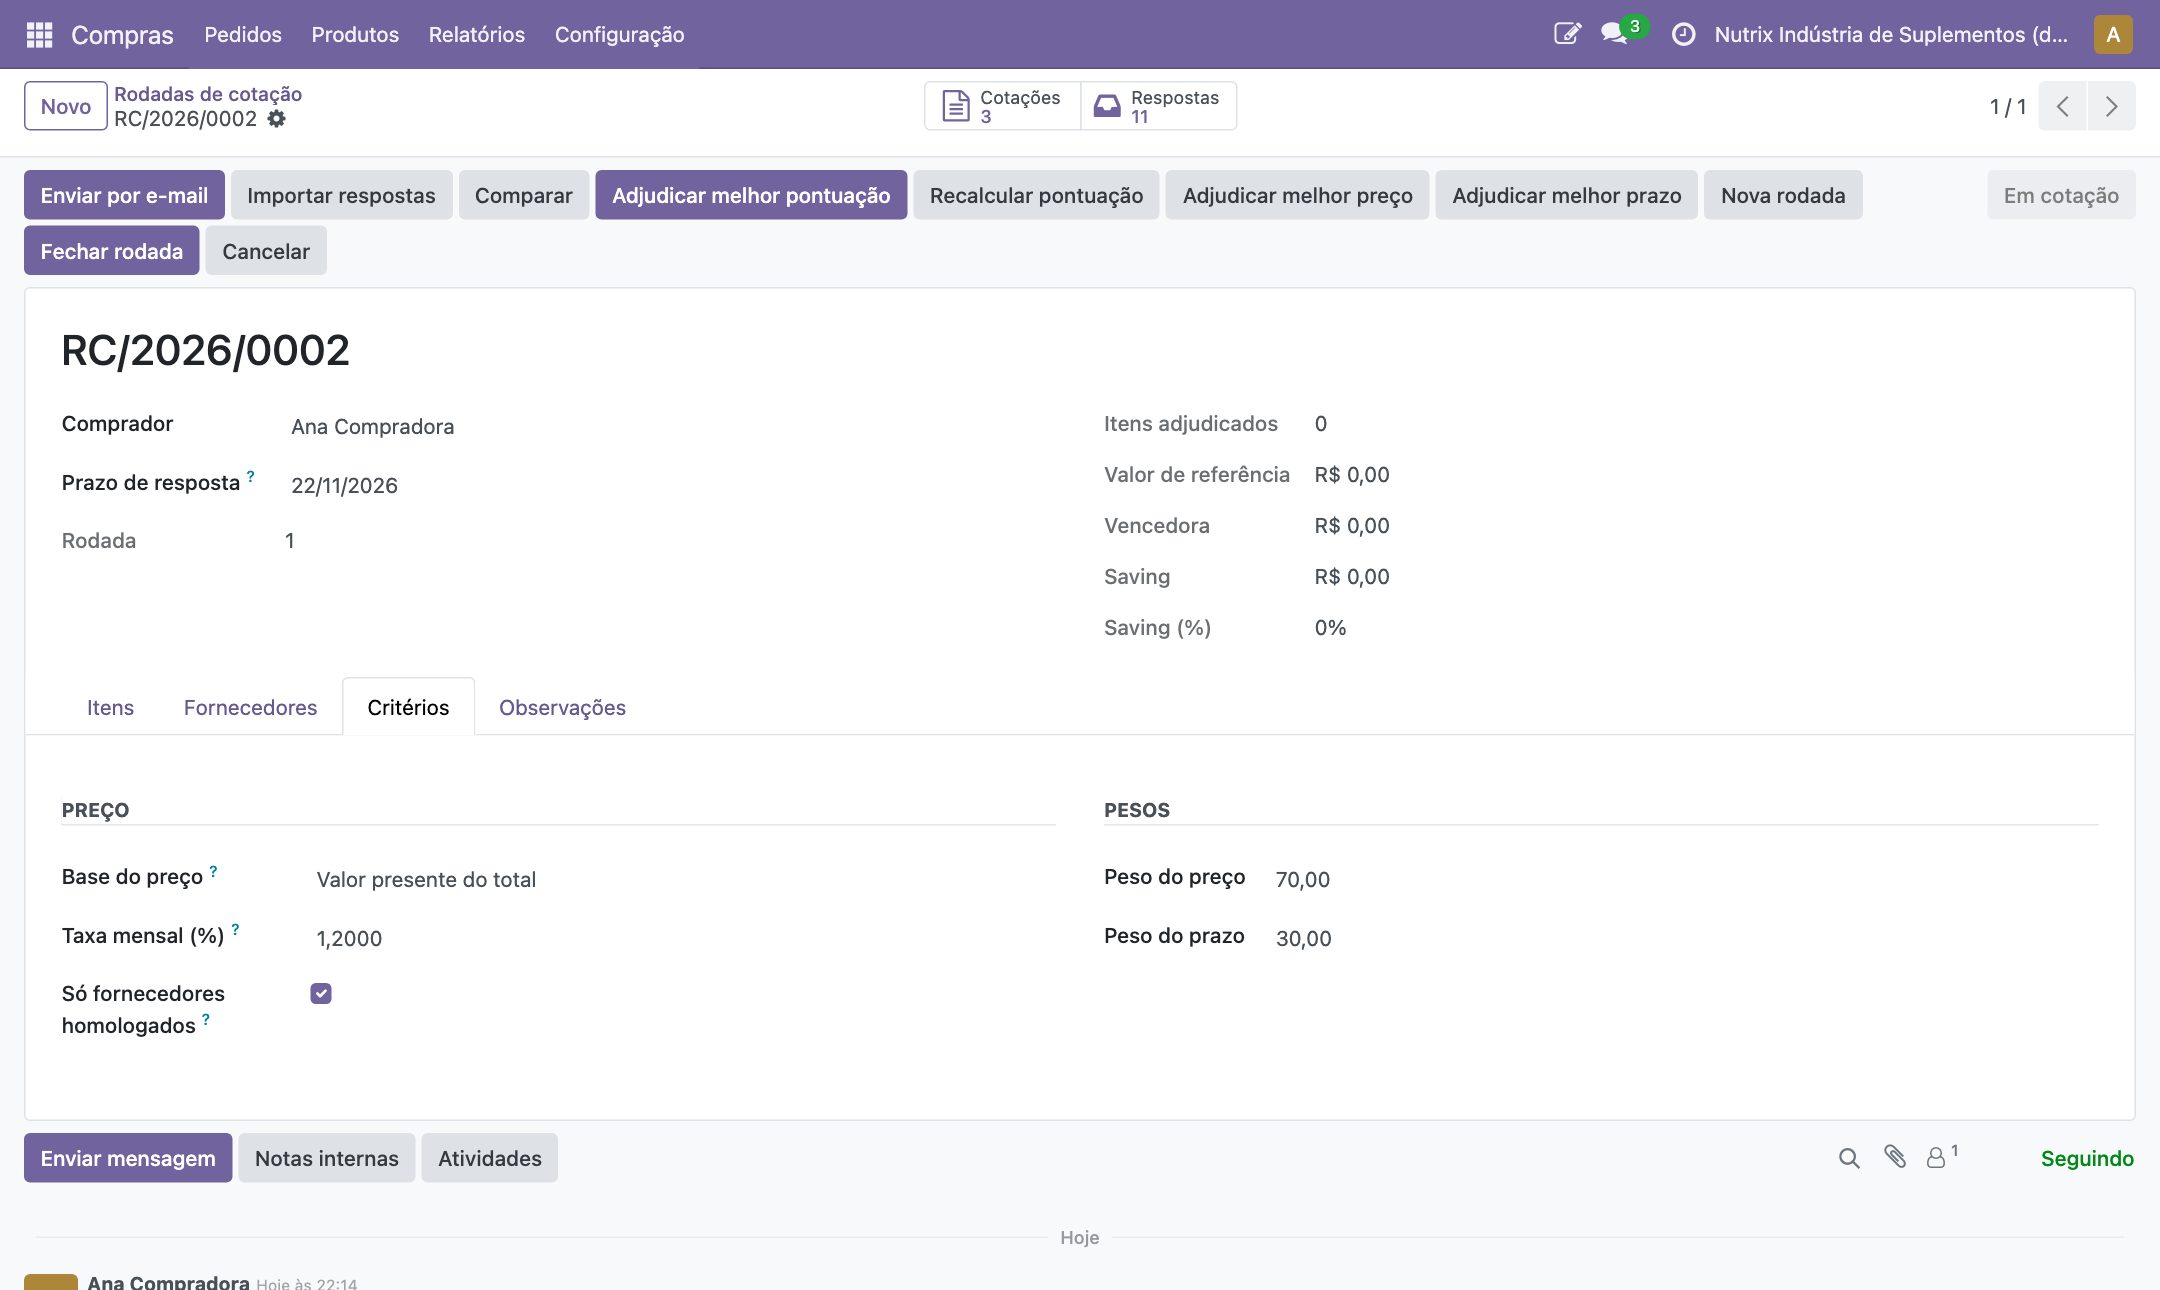 Compras Pedidos Produtos Relatórios Configuração 3 Nutrix Indústria de Suplementos (d... A
Novo
Rodadas de cotação
RC/2026/0002
Cotações
3
Respostas
11
1 / 1
Enviar por e-mail Importar respostas Comparar Adjudicar melhor pontuação Recalcular pontuação Adjudicar melhor preço Adjudicar melhor prazo Nova rodada Em cotação
Fechar rodada Cancelar
RC/2026/0002
Comprador Ana Compradora
Prazo de resposta ? 22/11/2026
Rodada 1
Itens adjudicados 0
Valor de referência R$ 0,00
Vencedora R$ 0,00
Saving R$ 0,00
Saving (%) 0%
Itens Fornecedores Critérios Observações
PREÇO
Base do preço ? Valor presente do total
Taxa mensal (%) ? 1,2000
Só fornecedores
homologados ?
PESOS
Peso do preço 70,00
Peso do prazo 30,00
Enviar mensagem Notas internas Atividades 1 Seguindo
Hoje
Ana Compradora Hoje às 22:14